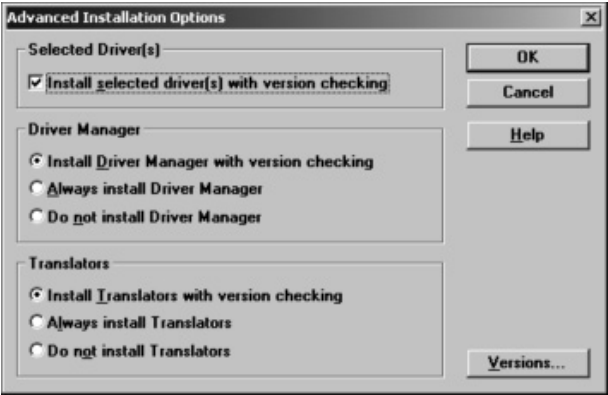 Advanced Installation Options
Selected Driver(s)
Install selected driver(s) with version checking
Driver Manager
Install Driver Manager with version checking
Always install Driver Manager
Do not install Driver Manager
Translators
Install Translators with version checking
Always install Translators
Do not install Translators
OK
Cancel
Help
Versions...